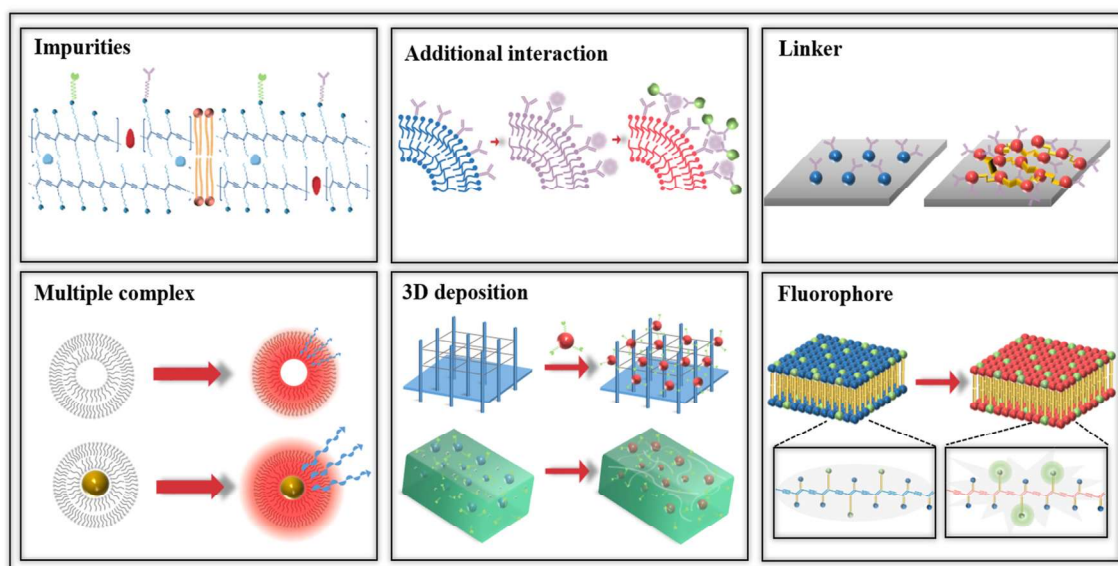 Impurities
Additional interaction
Linker
Multiple complex
3D deposition
Fluorophore